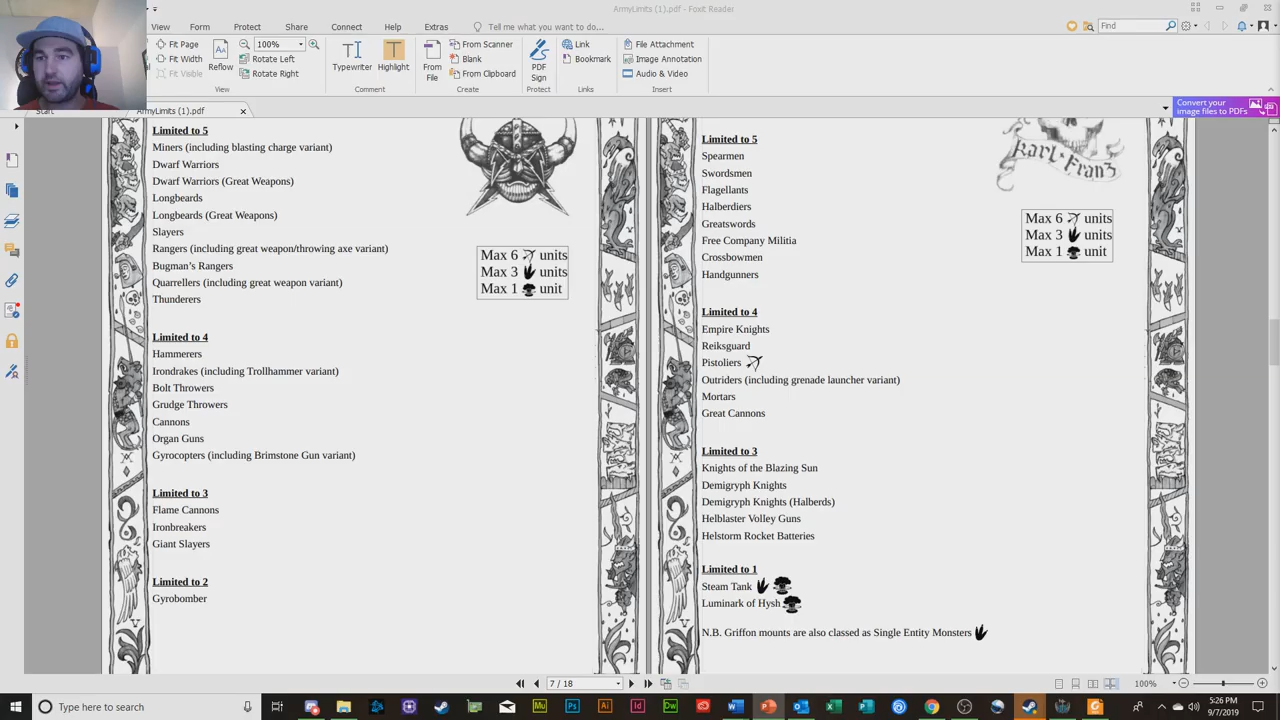 ArmyLimits (1).pdf - Foxit Reader
View Form Protect Share Connect Help Extras Tell me what you want to do... Find
Fit Page 100% From Scanner Link File Attachment
Fit Width Rotate Left Blank Bookmark Image Annotation
Fit Visible Reflow Rotate Right Typewriter Highlight From File From Clipboard PDF Sign Audio & Video
View Comment Create Protect Links Insert
Start ArmyLimits (1).pdf
Convert your
image files to PDFs
Limited to 5
Miners (including blasting charge variant)
Dwarf Warriors
Dwarf Warriors (Great Weapons)
Longbeards
Longbeards (Great Weapons)
Slayers
Rangers (including great weapon/throwing axe variant)
Bugman's Rangers
Quarrellers (including great weapon variant)
Thunderers
Max 6 units
Max 3 units
Max 1 unit
Limited to 4
Hammerers
Irondrakes (including Trollhammer variant)
Bolt Throwers
Grudge Throwers
Cannons
Organ Guns
Gyrocopters (including Brimstone Gun variant)
Limited to 3
Flame Cannons
Ironbreakers
Giant Slayers
Limited to 2
Gyrobomber
Karl Franz
Limited to 5
Spearmen
Swordsmen
Flagellants
Halberdiers
Greatswords
Free Company Militia
Crossbowmen
Handgunners
Max 6 units
Max 3 units
Max 1 unit
Limited to 4
Empire Knights
Reiksguard
Pistoliers
Outriders (including grenade launcher variant)
Mortars
Great Cannons
Limited to 3
Knights of the Blazing Sun
Demigryph Knights
Demigryph Knights (Halberds)
Helblaster Volley Guns
Helstorm Rocket Batteries
Limited to 1
Steam Tank
Luminark of Hysh
N.B. Griffon mounts are also classed as Single Entity Monsters
7 / 18
100%
Type here to search
5:26 PM
9/7/2019